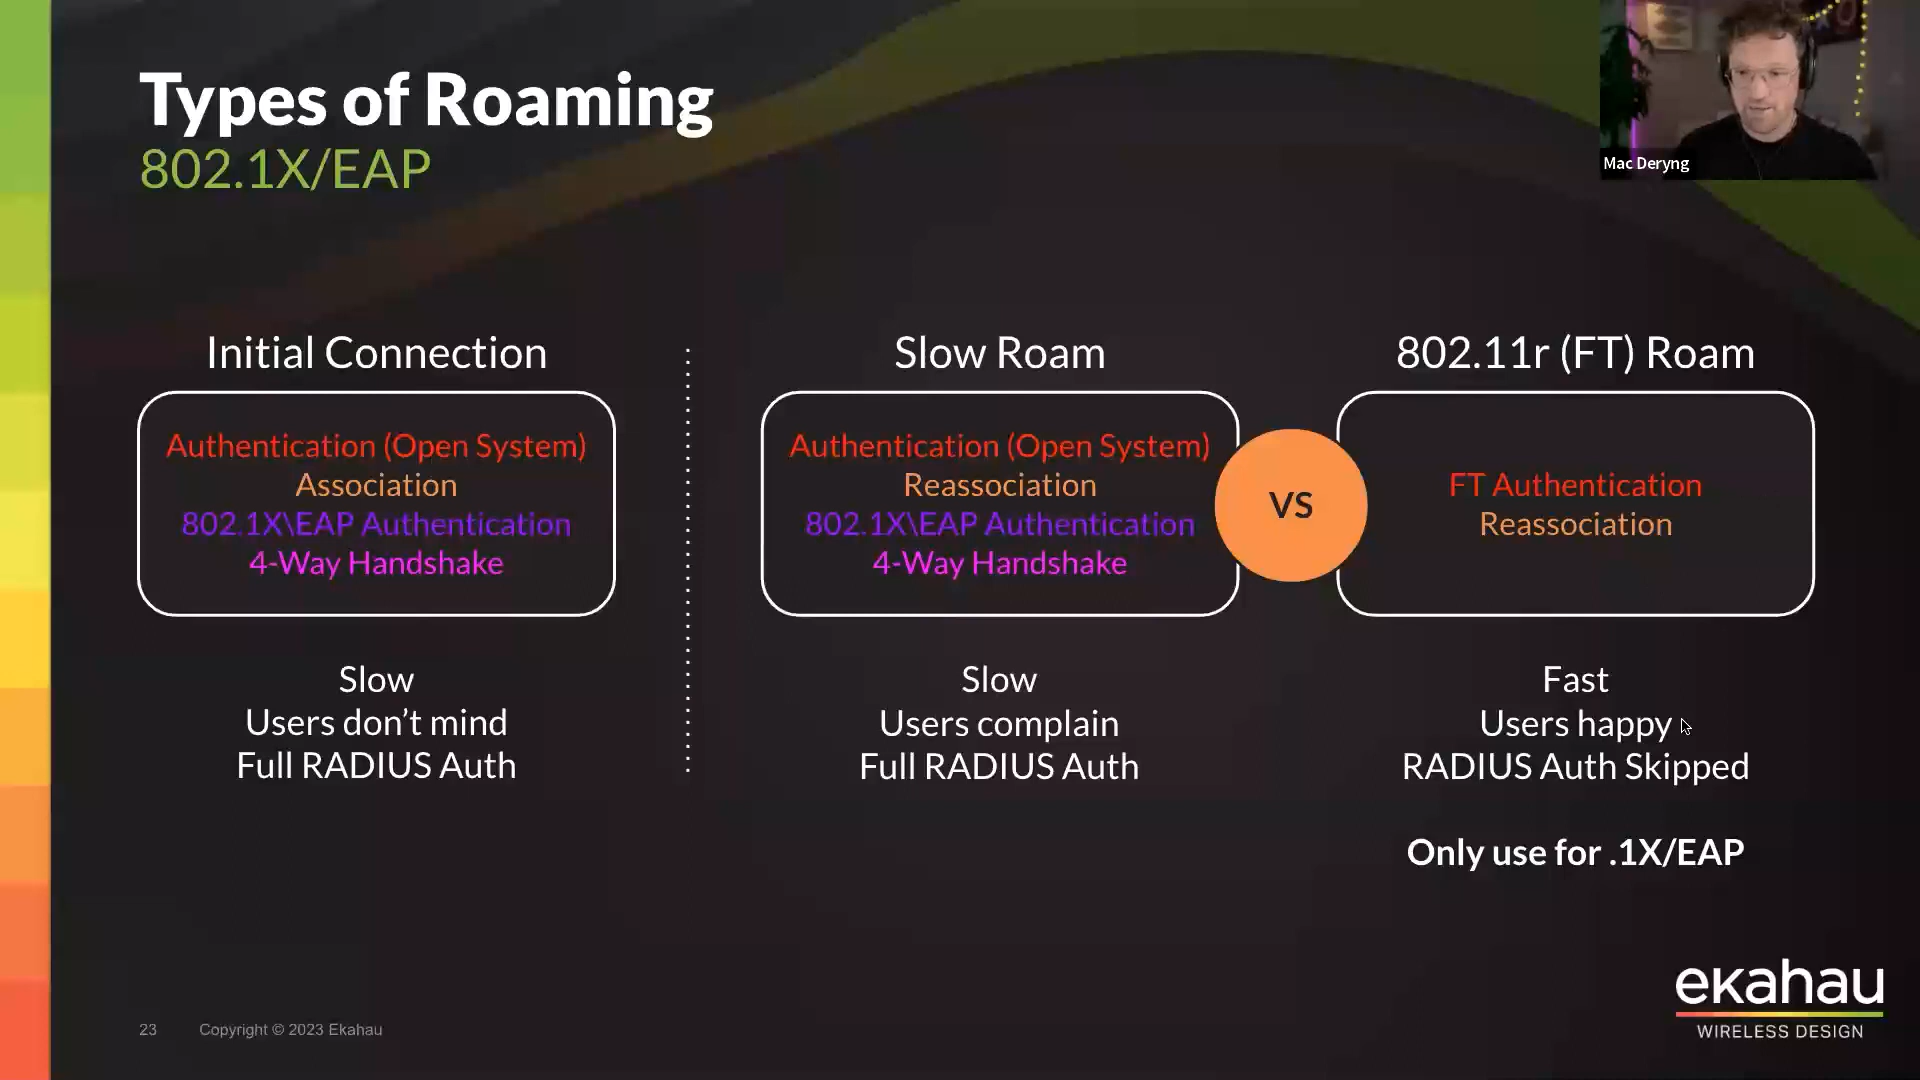 Types of Roaming
802.1X/EAP
Mac Deryng
Initial Connection
Authentication (Open System)
Association
802.1X\EAP Authentication
4-Way Handshake
Slow
Users don’t mind
Full RADIUS Auth
Slow Roam
Authentication (Open System)
Reassociation
802.1X\EAP Authentication
4-Way Handshake
Slow
Users complain
Full RADIUS Auth
VS
802.11r (FT) Roam
FT Authentication
Reassociation
Fast
Users happy
RADIUS Auth Skipped
Only use for .1X/EAP
23
Copyright © 2023 Ekahau
ekahau
WIRELESS DESIGN